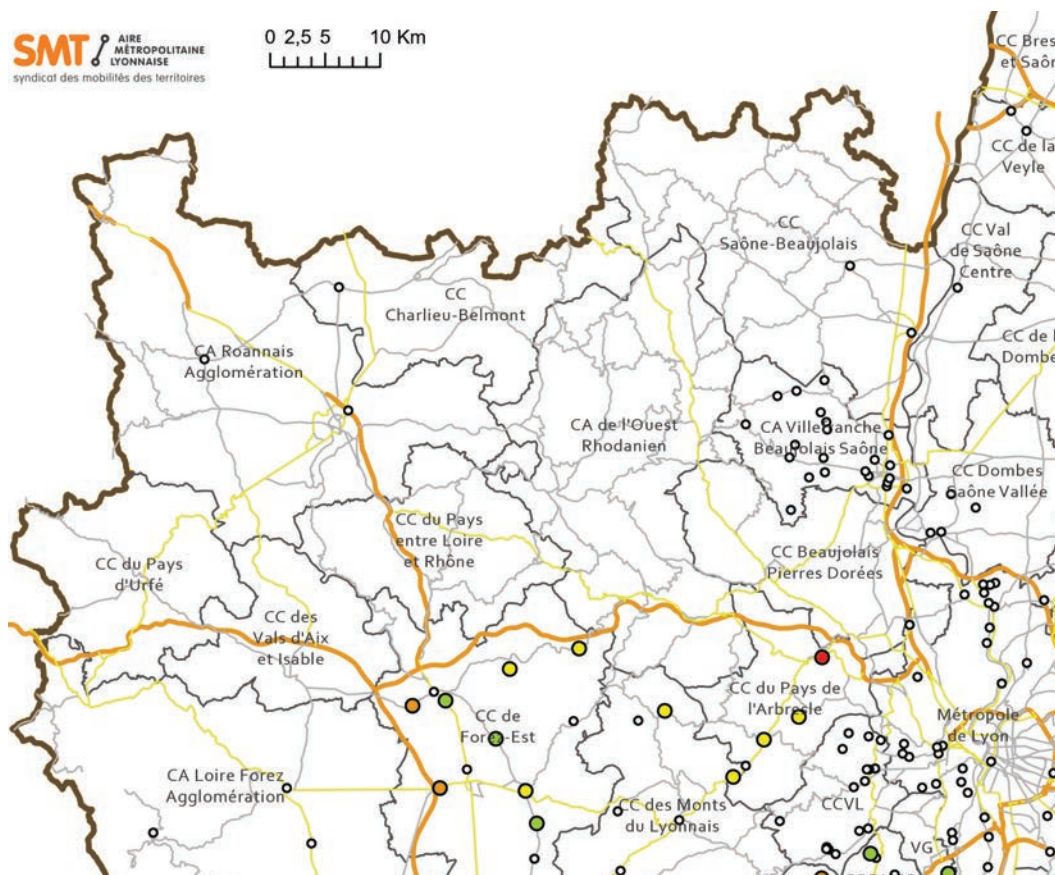 SMT
AIRE
MÉTROPOLITAINE
LYONNAISE
syndicat des mobilités des territoires
0 2,5 5 10 Km
CC Bres
et Saôn
CC de la
Veyle
CC
Saône-Beaujolais
CC Val
de Saône
Centre
CC
Charlieu-Belmont
CC de l
Dombe
CA Roannais
Agglomération
CA de l'Ouest
Rhodanien
CA Villefranche
Beaujolais Saône
CC Dombes
Saône Vallée
CC du Pays
entre Loire
et Rhône
CC Beaujolais
Pierres Dorées
CC du Pays
d'Urfé
CC des
Vals d'Aix
et Isable
CC du Pays de
l'Arbresle
CC de
Forez-Est
Métropole
de Lyon
CA Loire Forez
Agglomération
CC des Monts
du Lyonnais
CCVL
VG